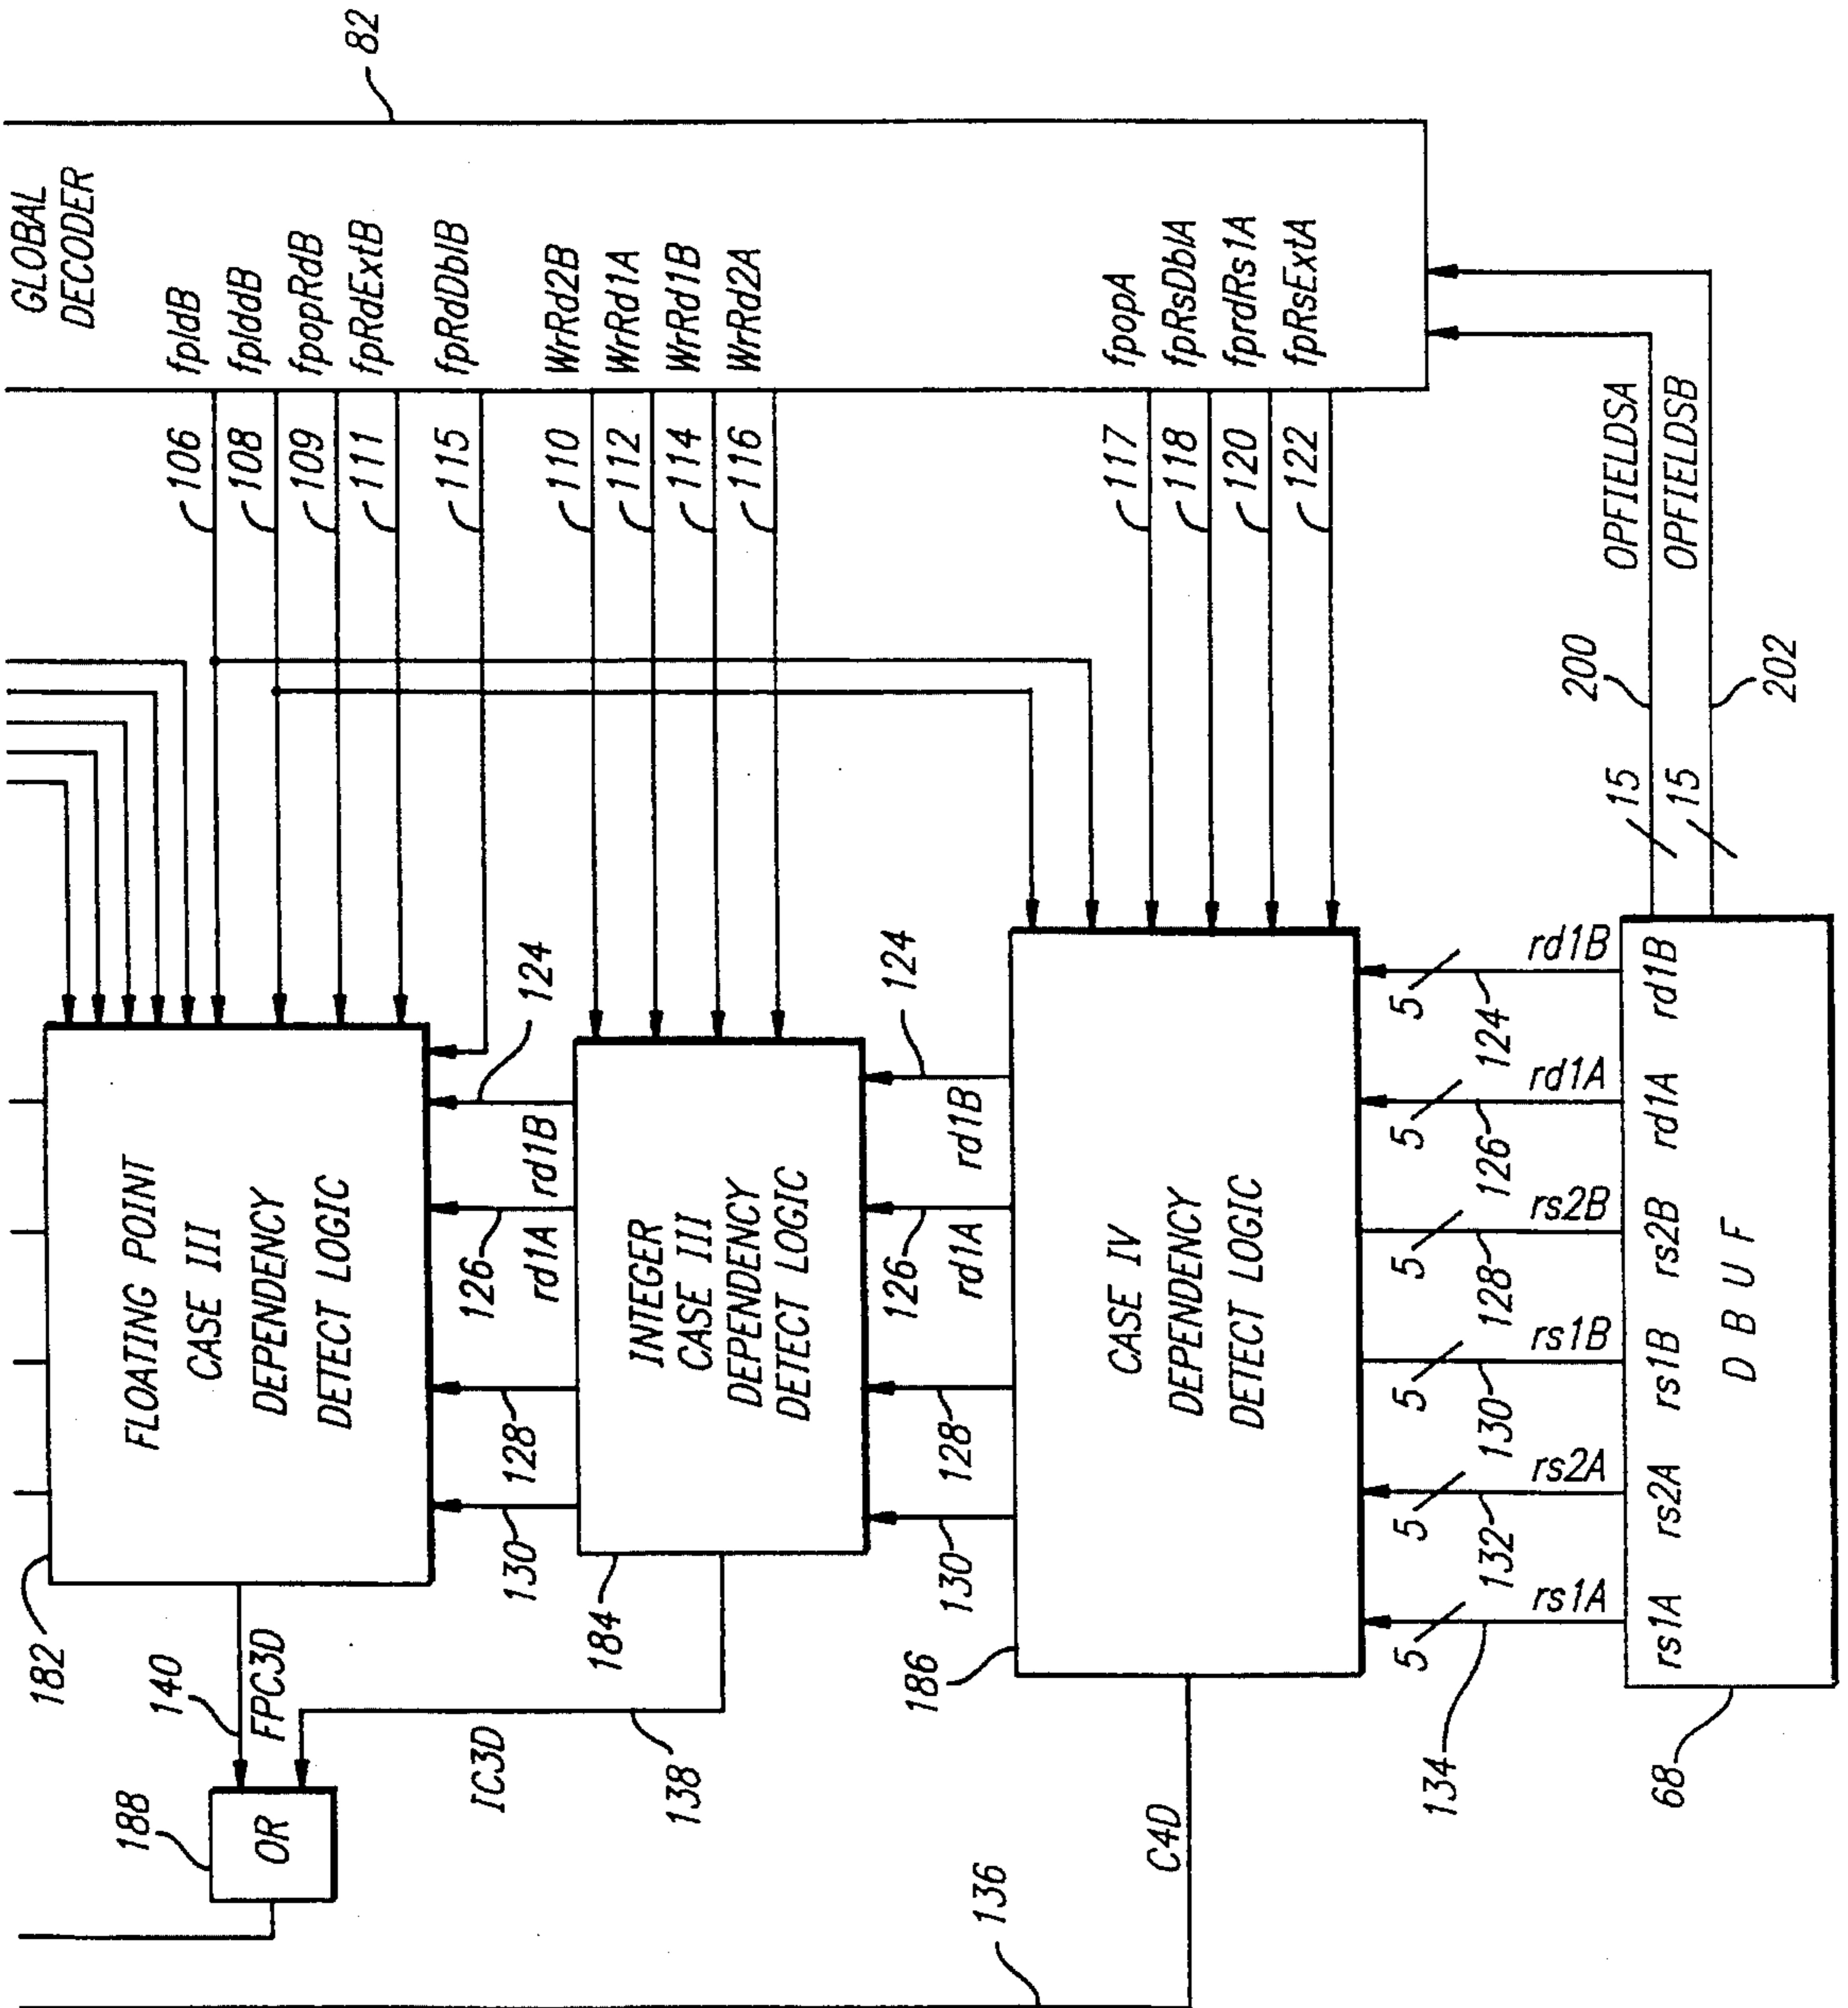 GLOBAL
DECODER
82
fpldB
fplddB
fpopRdB
fpRdExtB
fpRdDblB
WrRd2B
WrRd1A
WrRd1B
WrRd2A
fpopA
fpRsDblA
fprdRs1A
fpRsExtA
106
108
109
111
115
110
112
114
116
117
118
120
122
OPFIELDSA
OPFIELDSB
200
202
15
15
FLOATING POINT
CASE III
DEPENDENCY
DETECT LOGIC
182
124
rd1B
126
rd1A
128
130
INTEGER
CASE III
DEPENDENCY
DETECT LOGIC
184
124
rd1B
126
rd1A
128
130
CASE IV
DEPENDENCY
DETECT LOGIC
186
188
OR
140
FPC3D
IC3D
138
C4D
136
5
134
rs1A
5
132
rs2A
5
130
rs1B
5
128
rs2B
5
126
rd1A
5
124
rd1B
rs1A rs2A rs1B rs2B rd1A rd1B
D B U F
68